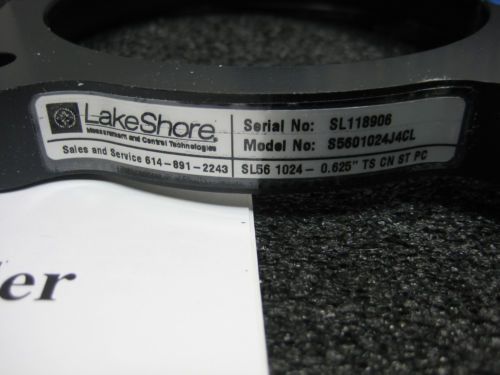 LakeShore
Measurement and Control Technologies
Sales and Service 614-891-2243
Serial No: SL118906
Model No: S5601024J4CL
SL56 1024- 0.625" TS CN ST PC
er